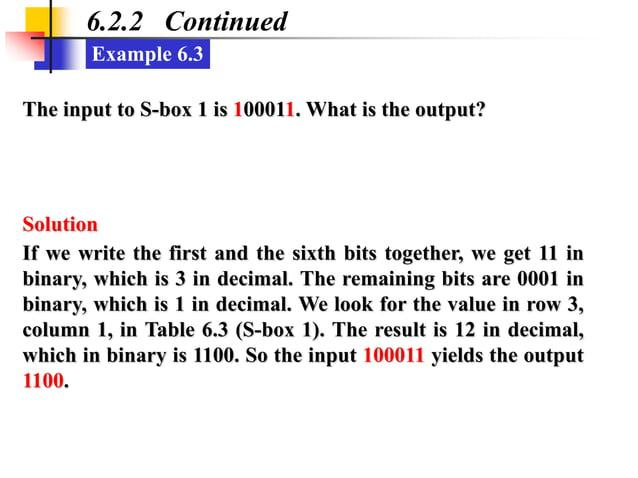 6.2.2 Continued
Example 6.3
The input to S-box 1 is 100011. What is the output?
Solution
If we write the first and the sixth bits together, we get 11 in
binary, which is 3 in decimal. The remaining bits are 0001 in
binary, which is 1 in decimal. We look for the value in row 3,
column 1, in Table 6.3 (S-box 1). The result is 12 in decimal,
which in binary is 1100. So the input 100011 yields the output
1100.